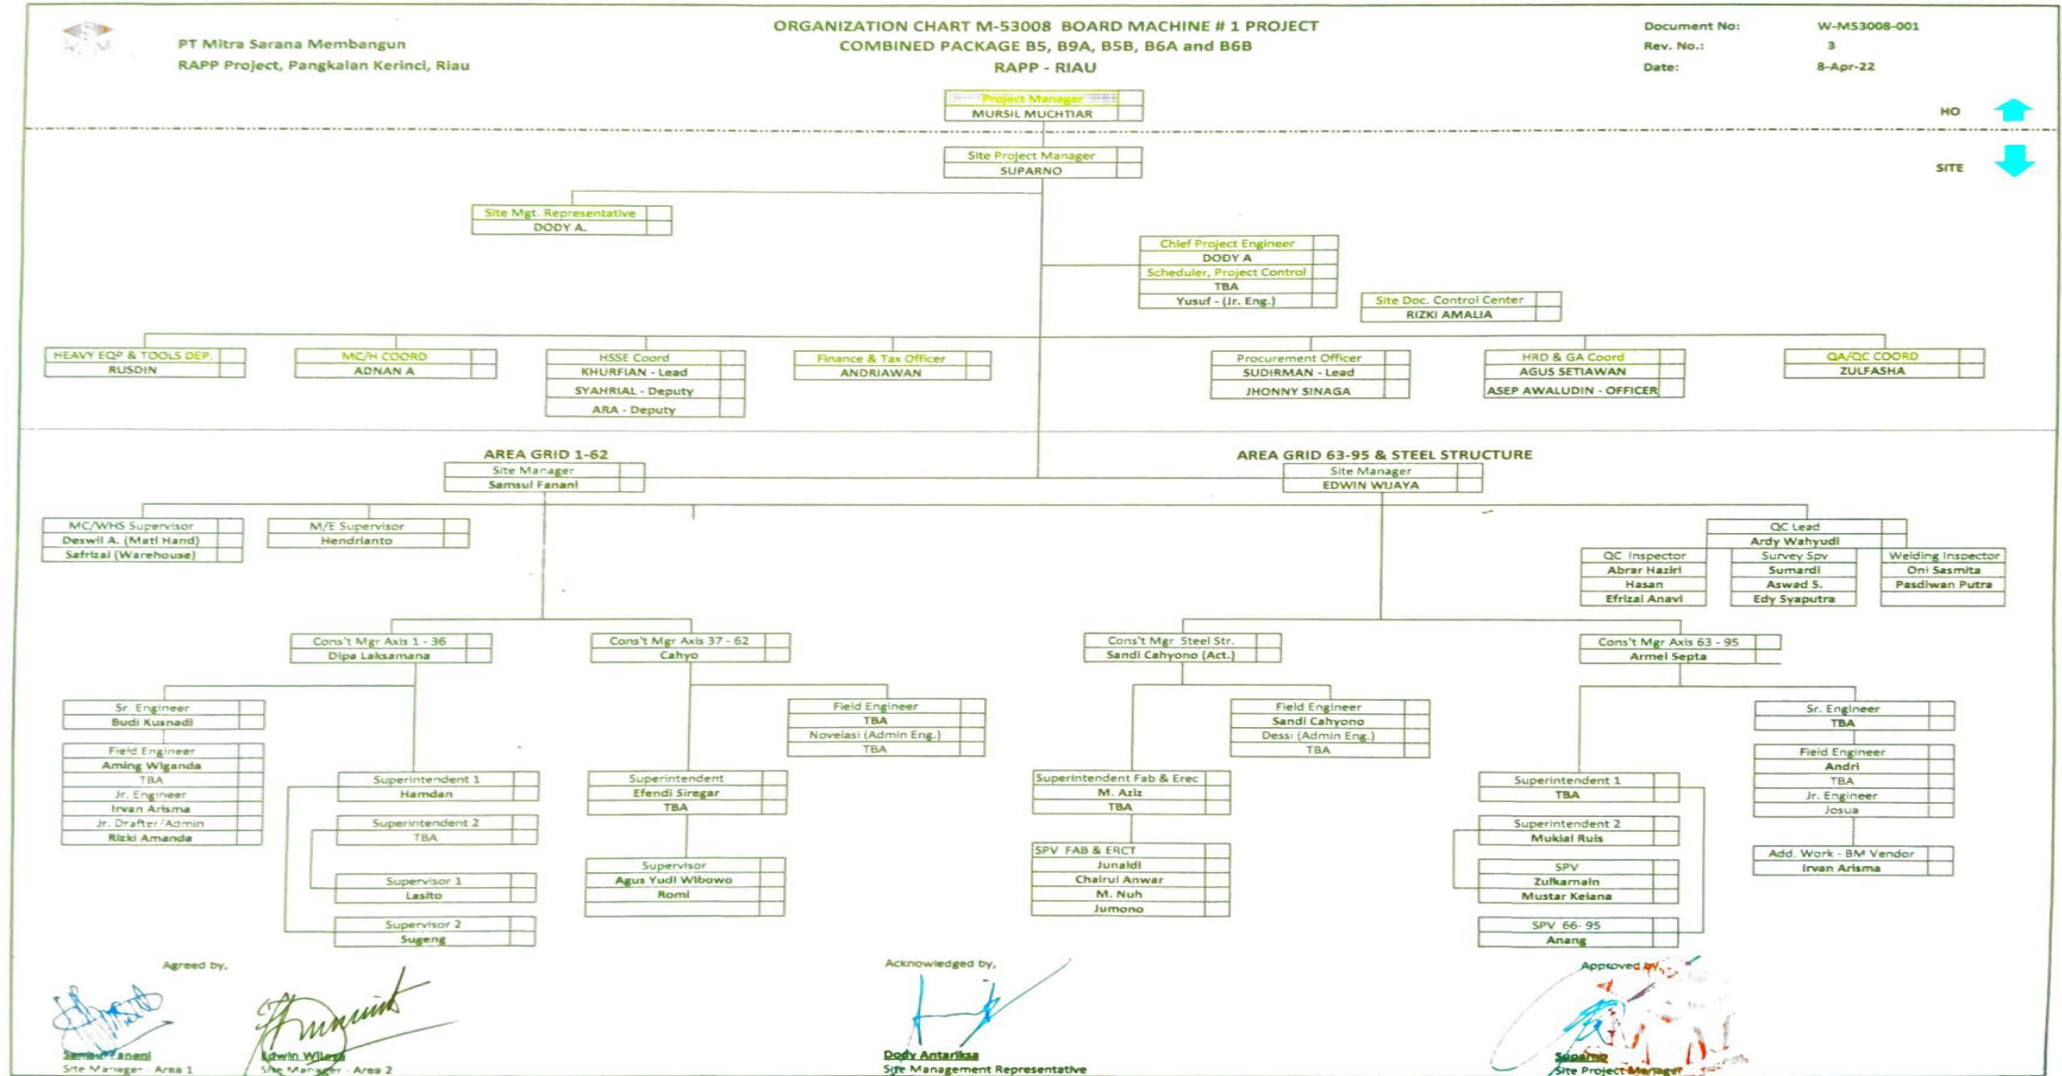 PT Mitra Sarana Membangun
RAPP Project, Pangkalan Kerinci, Riau
ORGANIZATION CHART M-53008 BOARD MACHINE # 1 PROJECT
COMBINED PACKAGE B5, B9A, B5B, B6A and B6B
RAPP - RIAU
Document No: W-M53008-001
Rev. No.: 3
Date: 8-Apr-22
Project Manager
MURSIL MUCHTIAR
HO
Site Project Manager
SUPARNO
SITE
Site Mgt. Representative
DODY A.
Chief Project Engineer
DODY A
Scheduler, Project Control
TBA
Yusuf - (Jr. Eng.)
Site Doc. Control Center
RIZKI AMALIA
HEAVY EQP & TOOLS DEP.
RUSDIN
MC/H COORD
ADNAN A
HSSE Coord
KHURFIAN - Lead
SYAHRIAL - Deputy
ARA - Deputy
Finance & Tax Officer
ANDRIAWAN
Procurement Officer
SUDIRMAN - Lead
JHONNY SINAGA
HRD & GA Coord
AGUS SETIAWAN
ASEP AWALUDIN - OFFICER
QA/QC COORD
ZULFASHA
AREA GRID 1-62
Site Manager
Samsul Fanani
AREA GRID 63-95 & STEEL STRUCTURE
Site Manager
EDWIN WIJAYA
MC/WHS Supervisor
Deswil A. (Matl Hand)
Safrizal (Warehouse)
M/E Supervisor
Hendrianto
QC Lead
Ardy Wahyudi
QC Inspector
Abrar Haziri
Hasan
Efrizal Anavi
Survey Spv
Sumardi
Aswad S.
Edy Syaputra
Welding Inspector
Oni Sasmita
Pasdiwan Putra
Cons't Mgr Axis 1 - 36
Dipa Laksamana
Cons't Mgr Axis 37 - 62
Cahyo
Cons't Mgr Steel Str.
Sandi Cahyono (Act.)
Cons't Mgr Axis 63 - 95
Armel Septa
Sr. Engineer
Budi Kusnadi
Field Engineer
Aming Wiganda
TBA
Jr. Engineer
Irvan Arisma
Jr. Drafter/Admin
Rizki Amanda
Superintendent 1
Hamdan
Superintendent 2
TBA
Supervisor 1
Lasito
Supervisor 2
Sugeng
Field Engineer
TBA
Novelasi (Admin Eng.)
TBA
Superintendent
Efendi Siregar
TBA
Supervisor
Agus Yudi Wibowo
Romi
Field Engineer
Sandi Cahyono
Dessi (Admin Eng.)
TBA
Superintendent Fab & Erec
M. Aziz
TBA
SPV FAB & ERCT
Junaidi
Chairul Anwar
M. Nuh
Jumono
Superintendent 1
TBA
Superintendent 2
Mukial Ruis
SPV
Zulkarnain
Mustar Kelana
SPV 66- 95
Anang
Sr. Engineer
TBA
Field Engineer
Andri
TBA
Jr. Engineer
Josua
Add. Work - BM Vendor
Irvan Arisma
Agreed by,
Samsul Fanani
Site Manager - Area 1
Edwin Wijaya
Site Manager - Area 2
Acknowledged by,
Dody Antariksa
Site Management Representative
Approved by,
Suparno
Site Project Manager